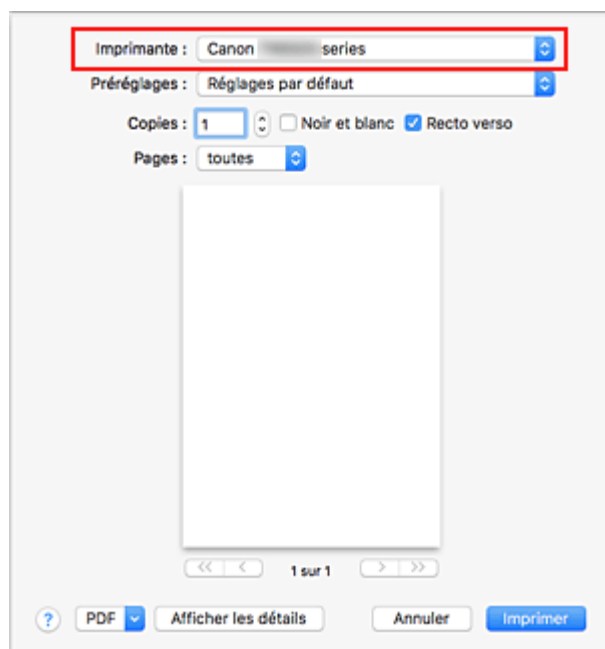 Imprimante : Canon series
Préréglages : Réglages par défaut
Copies : 1 Noir et blanc Recto verso
Pages : toutes
1 sur 1
? PDF Afficher les détails Annuler Imprimer